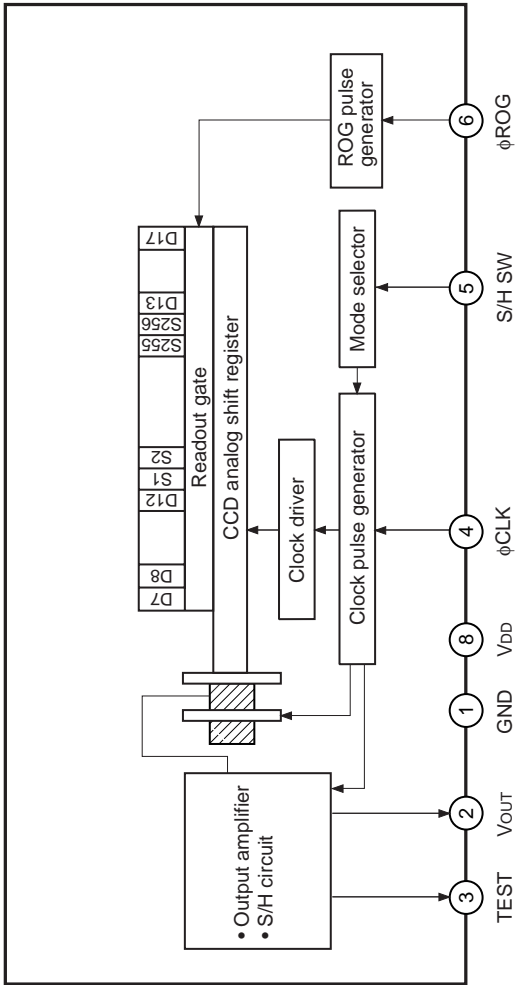 D7
D8
D12
S1
S2
S255
S256
D13
D17
Readout gate
CCD analog shift register
Clock driver
Clock pulse generator
Mode selector
ROG pulse
generator
• Output amplifier
• S/H circuit
3
2
1
8
4
5
6
TEST
VOUT
GND
VDD
φCLK
S/H SW
φROG